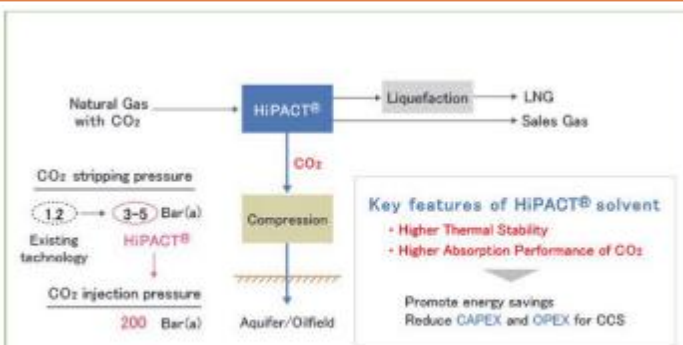 Natural Gas
with CO₂
HiPACT®
Liquefaction
LNG
Sales Gas
CO₂
CO₂ stripping pressure
1.2
3-5 Bar(a)
Existing
technology
HiPACT®
CO₂ injection pressure
200 Bar(a)
Compression
Aquifer/Oilfield
Key features of HiPACT® solvent
• Higher Thermal Stability
• Higher Absorption Performance of CO₂
Promote energy savings
Reduce CAPEX and OPEX for CCS